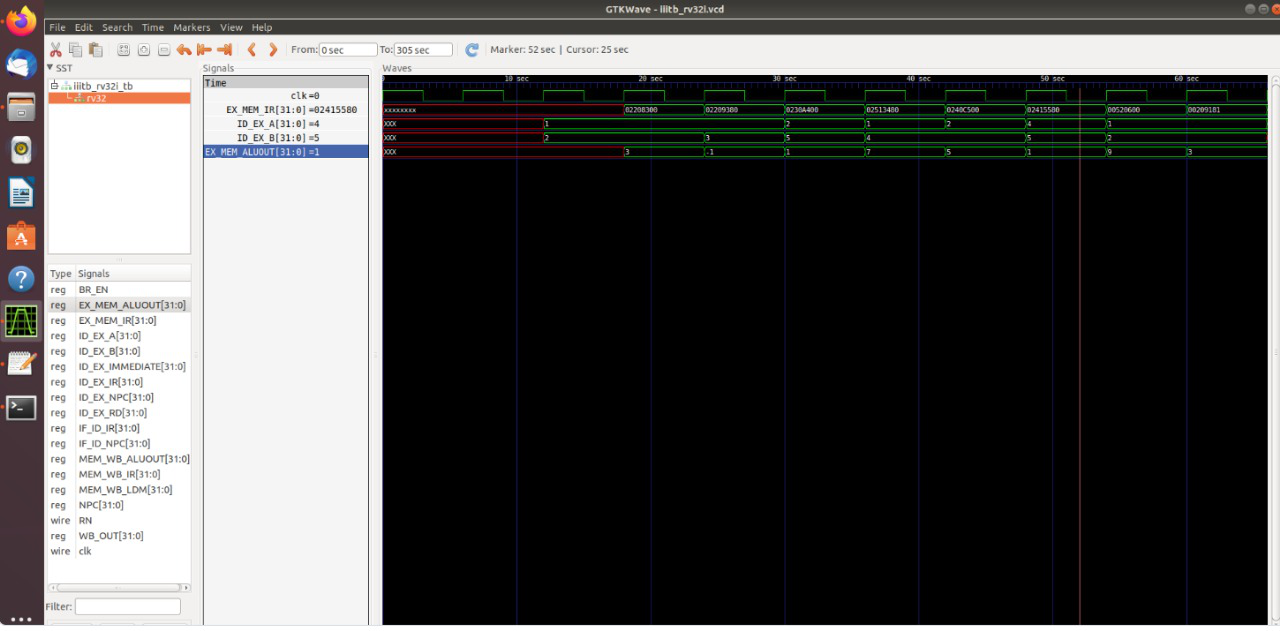 GTKWave - iiitb_rv32i.vcd
File Edit Search Time Markers View Help
From: 0 sec To: 305 sec Marker: 52 sec | Cursor: 25 sec
SST
iiitb_rv32i_tb
rv32
Type Signals
reg BR_EN
reg EX_MEM_ALUOUT[31:0]
reg EX_MEM_IR[31:0]
reg ID_EX_A[31:0]
reg ID_EX_B[31:0]
reg ID_EX_IMMEDIATE[31:0]
reg ID_EX_IR[31:0]
reg ID_EX_NPC[31:0]
reg ID_EX_RD[31:0]
reg IF_ID_IR[31:0]
reg IF_ID_NPC[31:0]
reg MEM_WB_ALUOUT[31:0]
reg MEM_WB_IR[31:0]
reg MEM_WB_LDM[31:0]
reg NPC[31:0]
wire RN
reg WB_OUT[31:0]
wire clk
Filter:
Signals
Time
clk=0
EX_MEM_IR[31:0]=02415580
ID_EX_A[31:0]=4
ID_EX_B[31:0]=5
EX_MEM_ALUOUT[31:0]=1
Waves
10 sec 20 sec 30 sec 40 sec 50 sec 60 sec
xxxxxxxx 02208300 02209380 0230A400 02513480 0240C500 02415580 00520600 00209181
XXX 1 2 1 2 4 1
XXX 2 3 5 4 5 2
XXX 3 -1 1 7 5 1 9 3